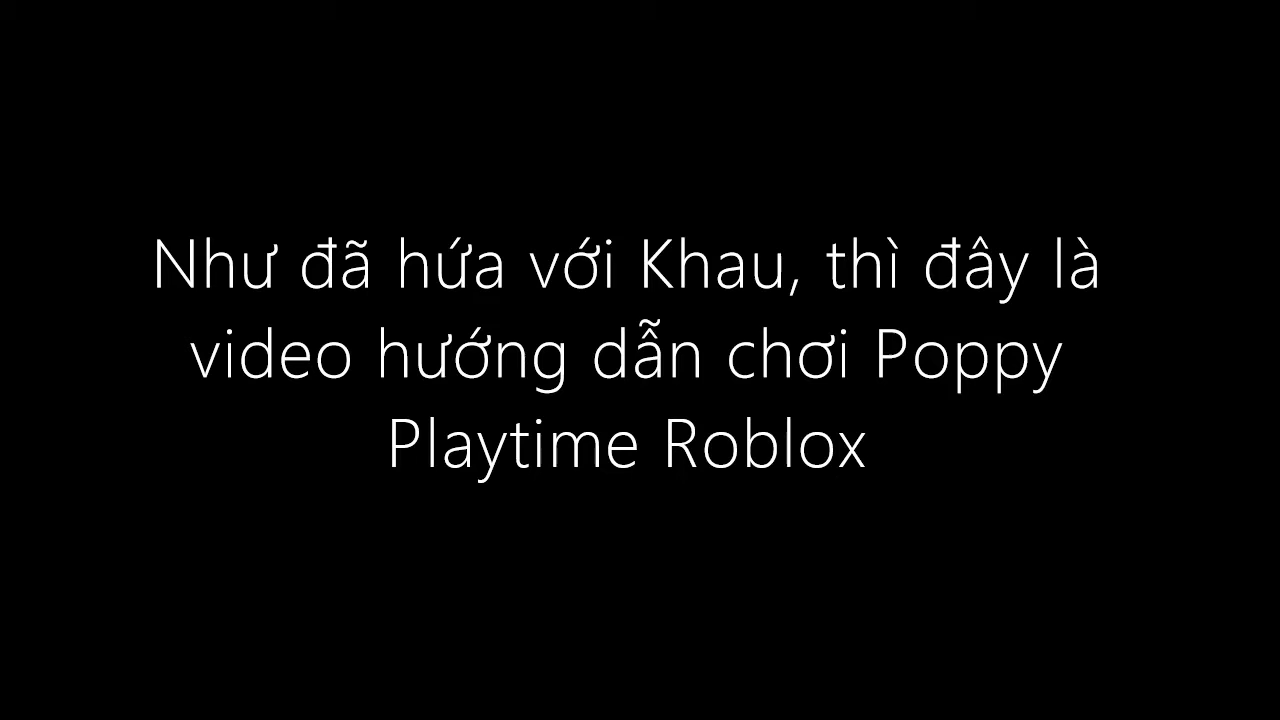 Như đã hứa với Khau, thì đây là
video hướng dẫn chơi Poppy
Playtime Roblox